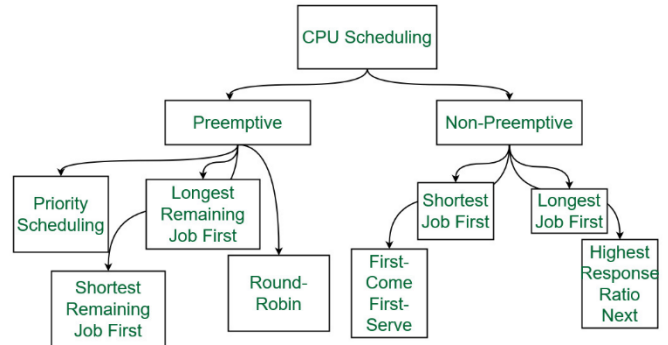 CPU Scheduling
Preemptive
Non-Preemptive
Priority
Scheduling
Longest
Remaining
Job First
Shortest
Job First
Longest
Job First
Shortest
Remaining
Job First
Round-
Robin
First-
Come
First-
Serve
Highest
Response
Ratio
Next